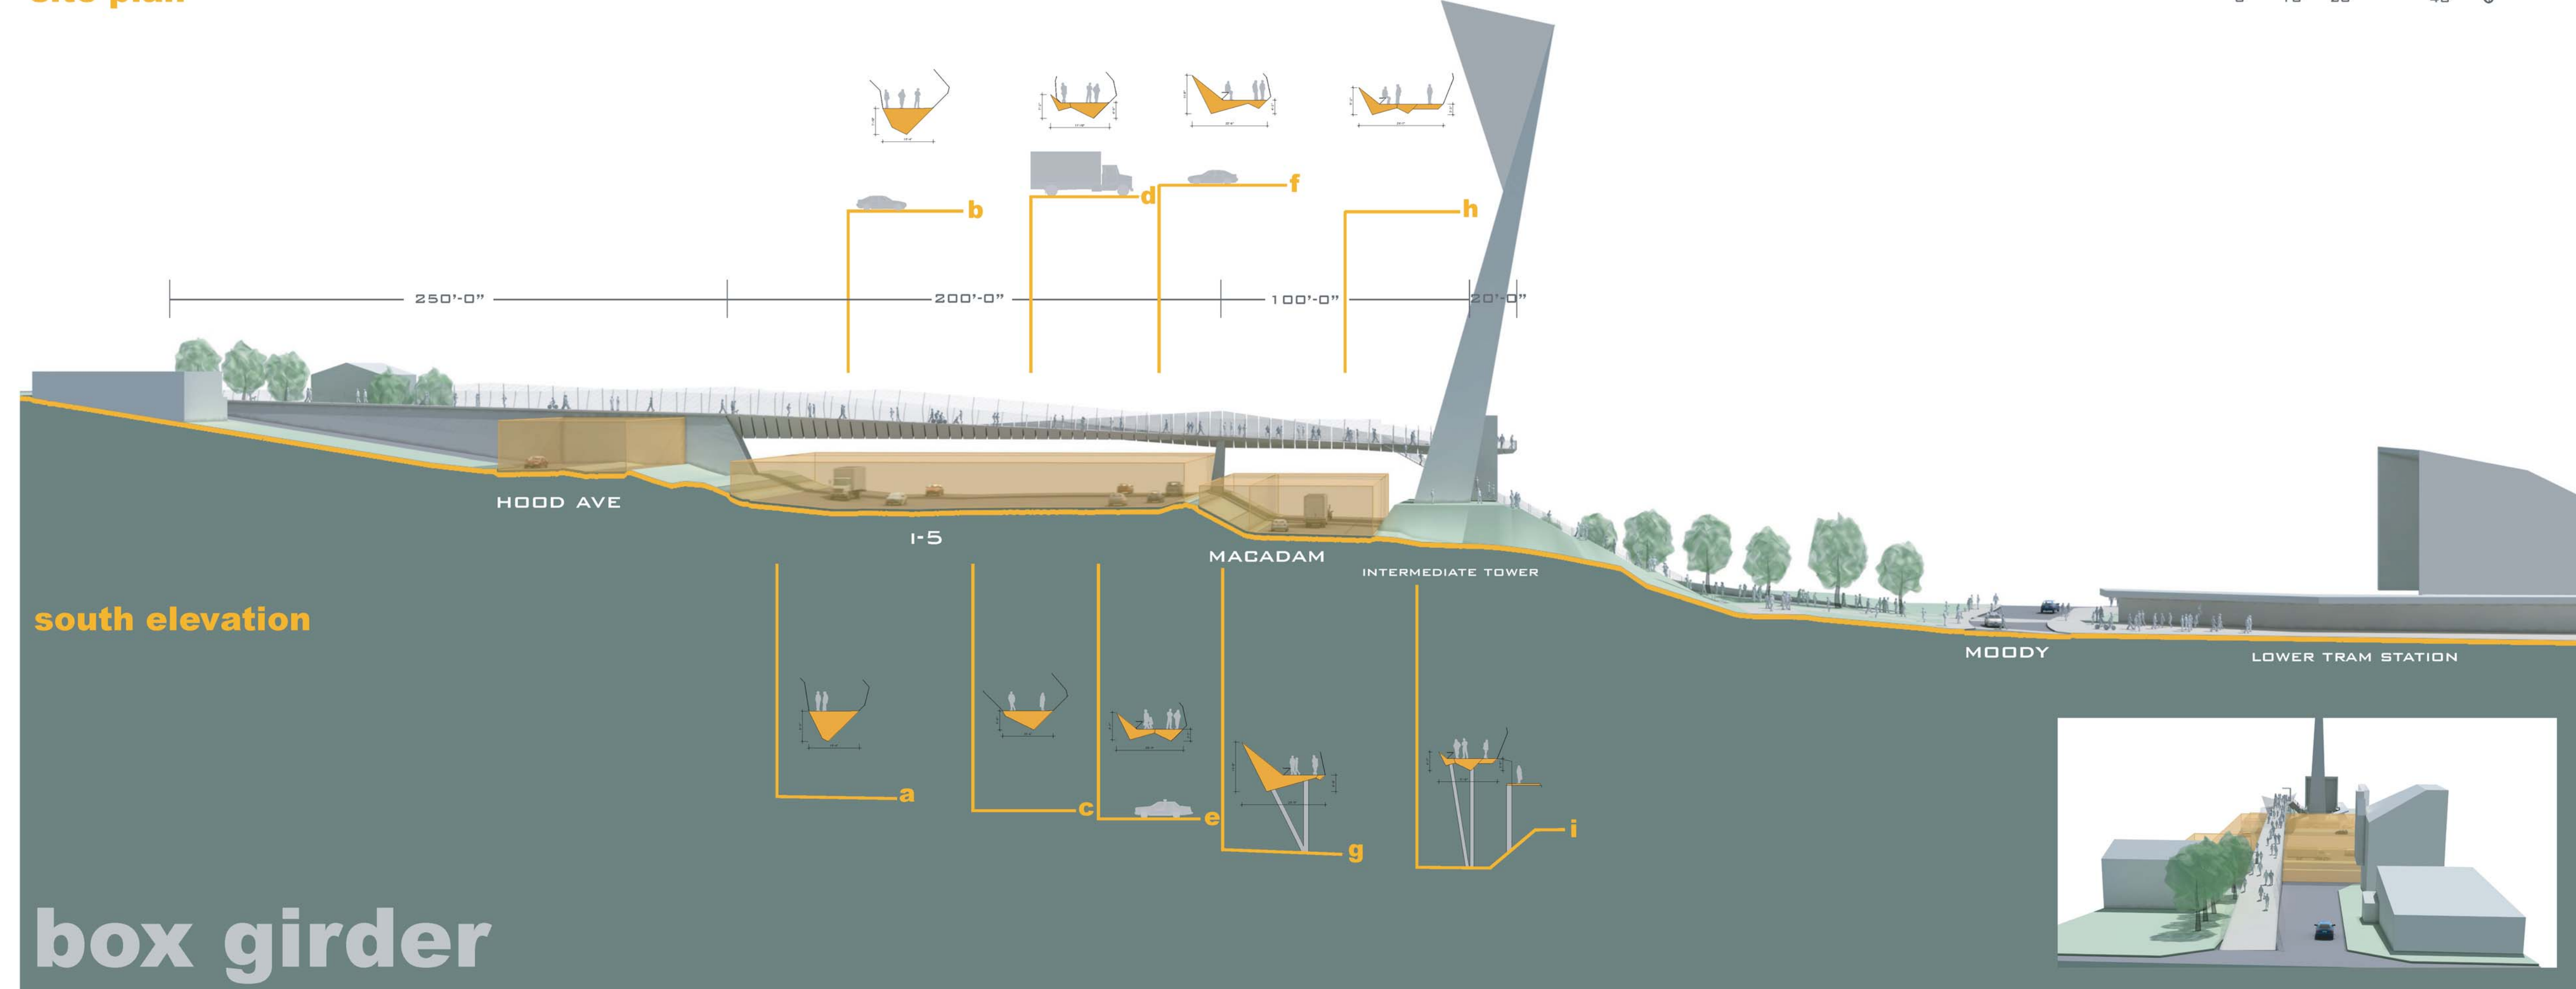 site plan
b
d
f
h
250'-0"
200'-0"
100'-0"
20'-0"
HOOD AVE
I-5
MACADAM
INTERMEDIATE TOWER
MOODY
LOWER TRAM STATION
south elevation
a
c
e
g
i
box girder